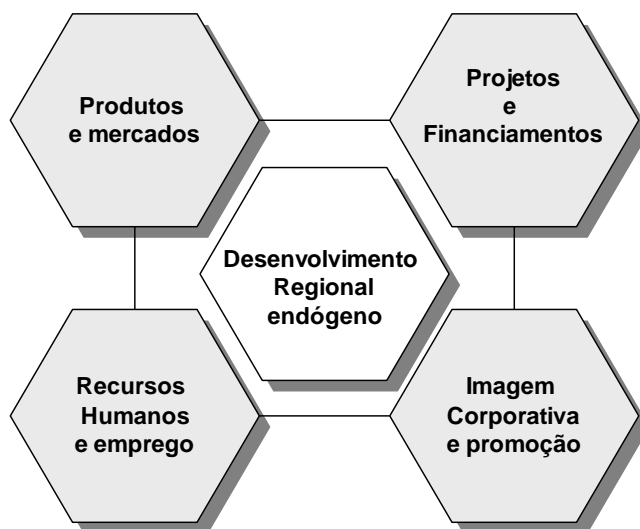 Produtos
e mercados
Projetos
e
Financiamentos
Desenvolvimento
Regional
endógeno
Recursos
Humanos
e emprego
Imagem
Corporativa
e promoção